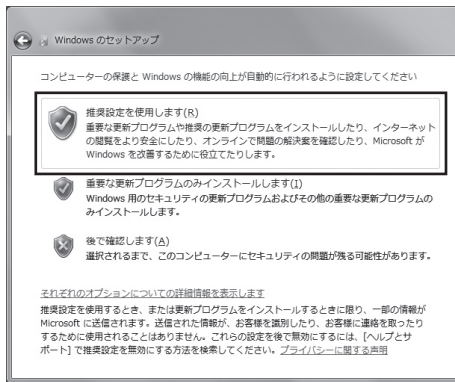 Windows のセットアップ
コンピューターの保護と Windows の機能の向上が自動的に行われるように設定してください
推奨設定を使用します(R)
重要な更新プログラムや推奨の更新プログラムをインストールしたり、インターネット
の閲覧をより安全にしたり、オンラインで問題の解決案を確認したり、Microsoft が
Windows を改善するために役立てたりします。
重要な更新プログラムのみインストールします(I)
Windows 用のセキュリティの更新プログラムおよびその他の重要な更新プログラムの
みインストールします。
後で確認します(A)
選択されるまで、このコンピューターにセキュリティの問題が残る可能性があります。
それぞれのオプションについての詳細情報を表示します
推奨設定を使用するとき、または更新プログラムをインストールするときに限り、一部の情報が
Microsoft に送信されます。送信された情報が、お客様を識別したり、お客様に連絡を取ったり
するために使用されることはありません。これらの設定を後で無効にするには、[ヘルプとサ
ポート] で推奨設定を無効にする方法を検索してください。プライバシーに関する声明